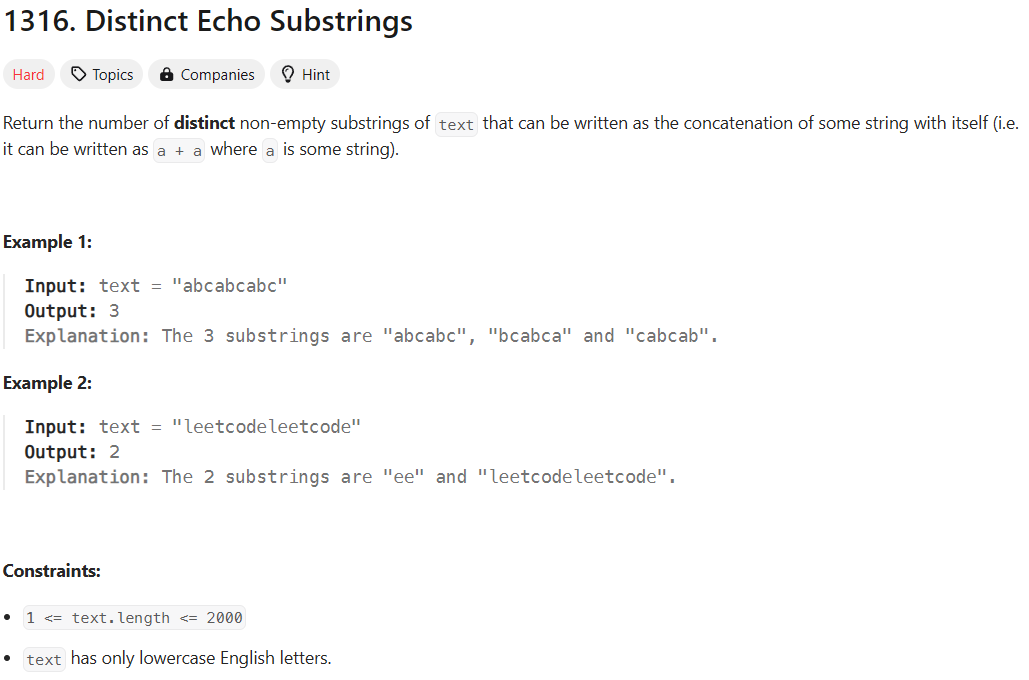 1316. Distinct Echo Substrings
Hard Topics Companies Hint
Return the number of distinct non-empty substrings of text that can be written as the concatenation of some string with itself (i.e.
it can be written as a + a where a is some string).
Example 1:
Input: text = "abcabcabc"
Output: 3
Explanation: The 3 substrings are "abcabc", "bcabca" and "cabcab".
Example 2:
Input: text = "leetcodeleetcode"
Output: 2
Explanation: The 2 substrings are "ee" and "leetcodeleetcode".
Constraints:
• 1 <= text.length <= 2000
• text has only lowercase English letters.